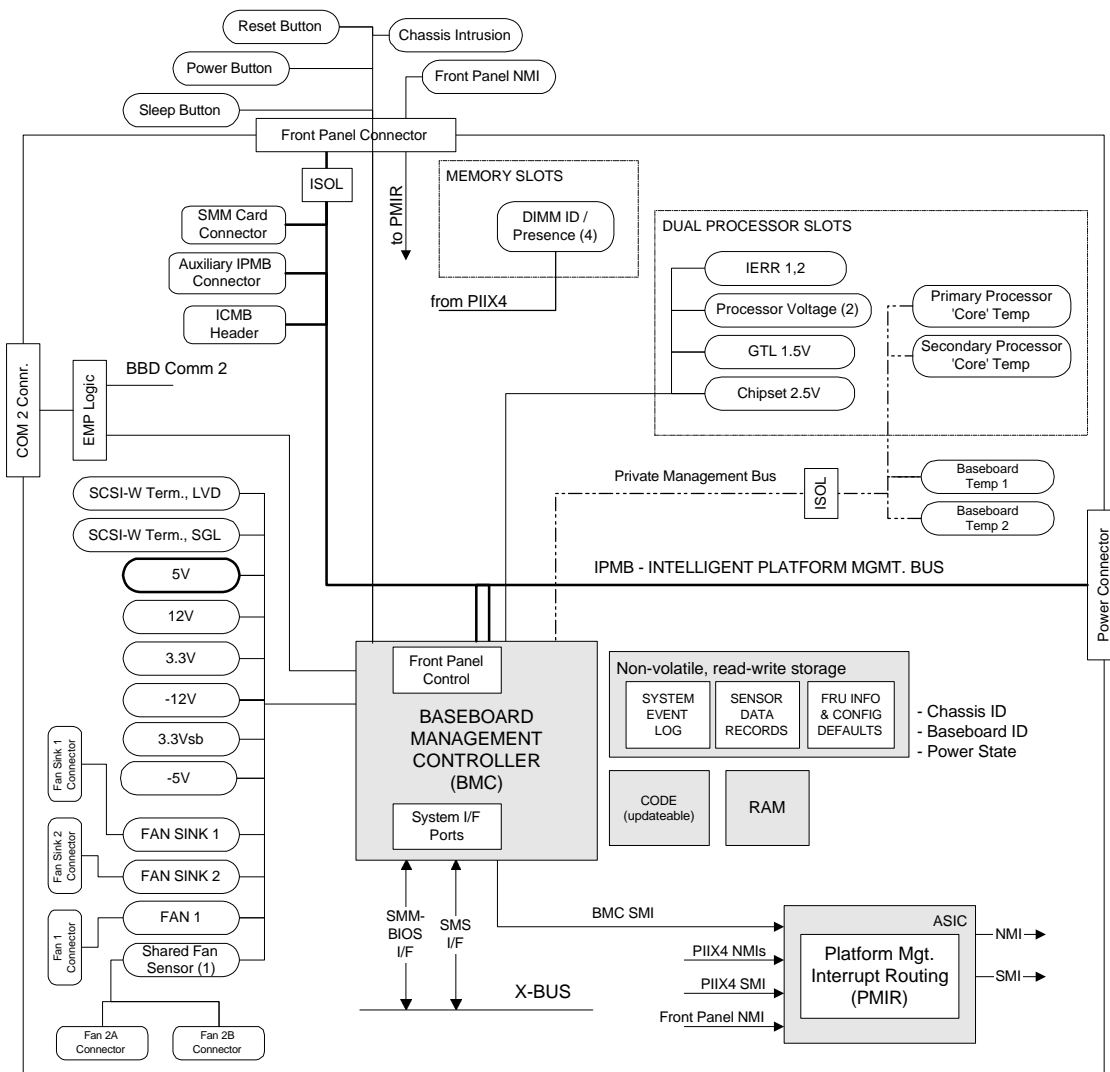 Reset Button
Chassis Intrusion
Power Button
Front Panel NMI
Sleep Button
Front Panel Connector
ISOL
to PMIR
MEMORY SLOTS
DIMM ID /
Presence (4)
from PIIX4
SMM Card
Connector
Auxiliary IPMB
Connector
ICMB
Header
DUAL PROCESSOR SLOTS
IERR 1,2
Processor Voltage (2)
GTL 1.5V
Chipset 2.5V
Primary Processor
'Core' Temp
Secondary Processor
'Core' Temp
COM 2 Connr.
EMP Logic
BBD Comm 2
Private Management Bus
ISOL
Baseboard
Temp 1
Baseboard
Temp 2
Power Connector
IPMB - INTELLIGENT PLATFORM MGMT. BUS
SCSI-W Term., LVD
SCSI-W Term., SGL
5V
12V
3.3V
-12V
3.3Vsb
-5V
FAN SINK 1
FAN SINK 2
FAN 1
Shared Fan
Sensor (1)
Fan Sink 1
Connector
Fan Sink 2
Connector
Fan 1
Connector
Fan 2A
Connector
Fan 2B
Connector
Front Panel
Control
BASEBOARD
MANAGEMENT
CONTROLLER
(BMC)
System I/F
Ports
Non-volatile, read-write storage
SYSTEM
EVENT
LOG
SENSOR
DATA
RECORDS
FRU INFO
& CONFIG
DEFAULTS
- Chassis ID
- Baseboard ID
- Power State
CODE
(updateable)
RAM
SMM-
BIOS
I/F
SMS
I/F
X-BUS
BMC SMI
PIIX4 NMIs
PIIX4 SMI
Front Panel NMI
ASIC
Platform Mgt.
Interrupt Routing
(PMIR)
NMI
SMI